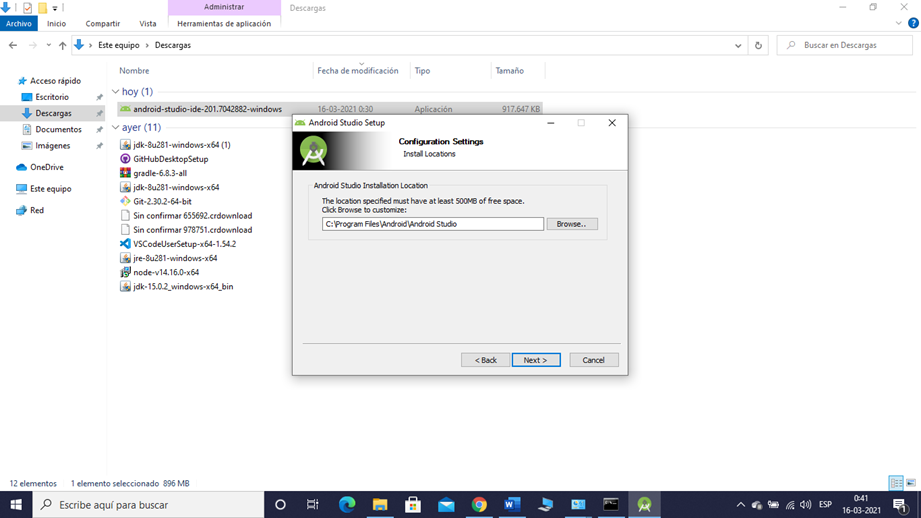 Administrar
Descargas
Archivo
Inicio
Compartir
Vista
Herramientas de aplicación
Este equipo > Descargas
Buscar en Descargas
Acceso rápido
Escritorio
Descargas
Documentos
Imágenes
OneDrive
Este equipo
Red
Nombre
Fecha de modificación
Tipo
Tamaño
hoy (1)
android-studio-ide-201.7042882-windows
16-03-2021 0:30
Aplicación
917.647 KB
ayer (11)
jdk-8u281-windows-x64 (1)
GitHubDesktopSetup
gradle-6.8.3-all
jdk-8u281-windows-x64
Git-2.30.2-64-bit
Sin confirmar 655692.crdownload
Sin confirmar 978751.crdownload
VSCodeUserSetup-x64-1.54.2
jre-8u281-windows-x64
node-v14.16.0-x64
jdk-15.0.2_windows-x64_bin
Android Studio Setup
Configuration Settings
Install Locations
Android Studio Installation Location
The location specified must have at least 500MB of free space.
Click Browse to customize:
C:\Program Files\Android\Android Studio
Browse..
< Back
Next >
Cancel
12 elementos
1 elemento seleccionado 896 MB
Escribe aquí para buscar
ESP
0:41
16-03-2021
1